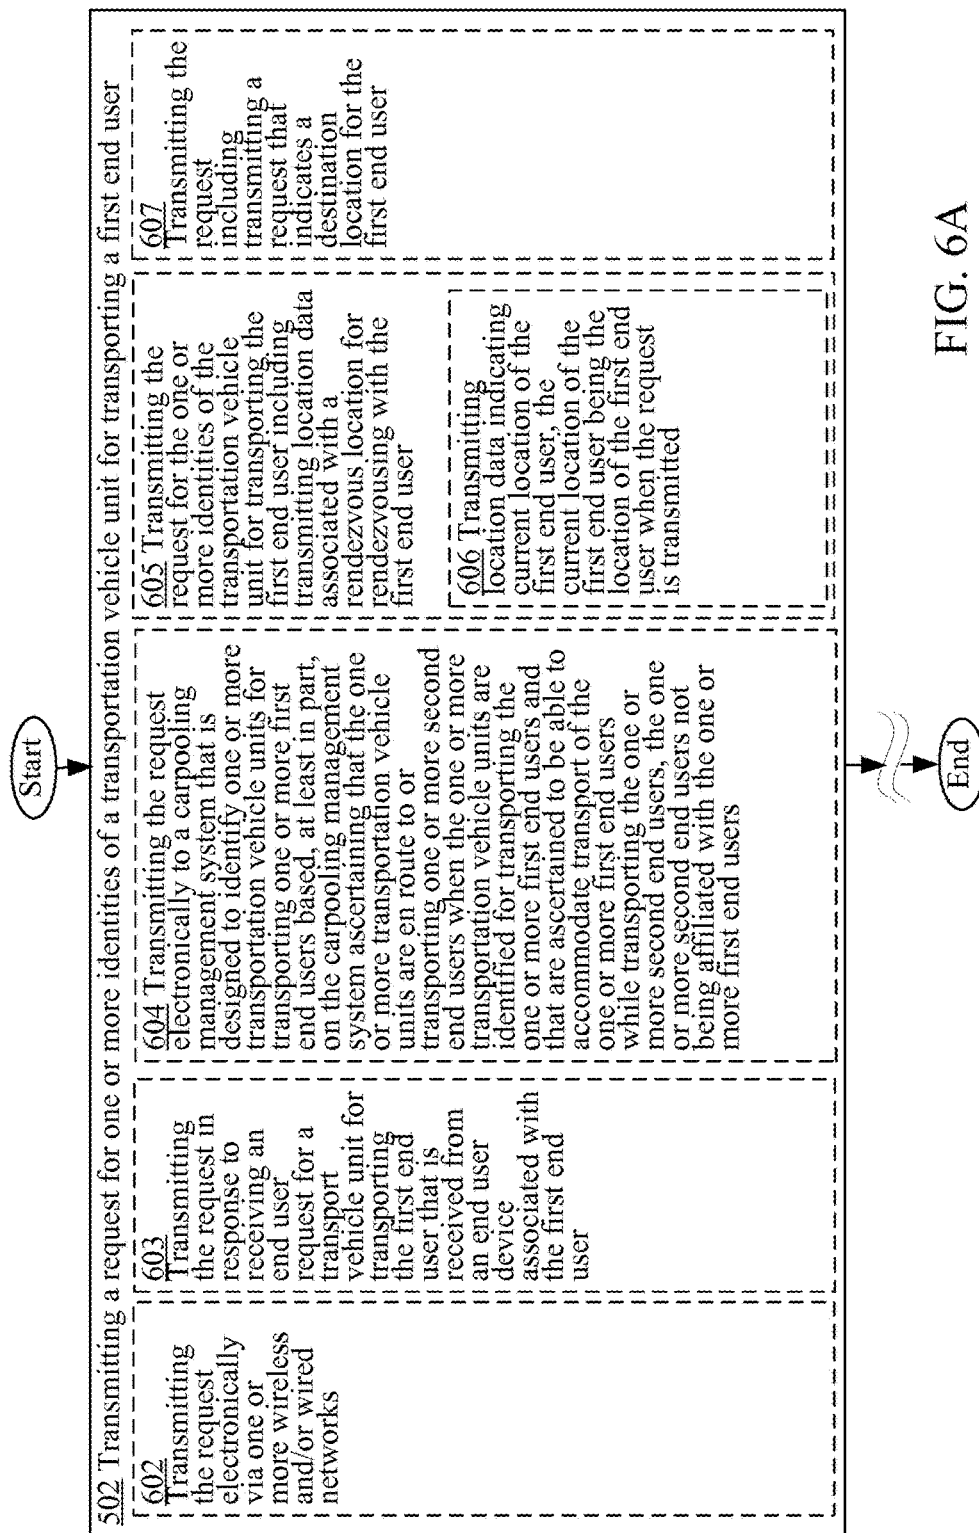 Start
502 Transmitting a request for one or more identities of a transportation vehicle unit for transporting a first end user
602
Transmitting
the request
electronically
via one or
more wireless
and/or wired
networks
603
Transmitting
the request in
response to
receiving an
end user
request for a
transport
vehicle unit for
transporting
the first end
user that is
received from
an end user
device
associated with
the first end
user
604 Transmitting the request
electronically to a carpooling
management system that is
designed to identify one or more
transportation vehicle units for
transporting one or more first
end users based, at least in part,
on the carpooling management
system ascertaining that the one
or more transportation vehicle
units are en route to or
transporting one or more second
end users when the one or more
transportation vehicle units are
identified for transporting the
one or more first end users and
that are ascertained to be able to
accommodate transport of the
one or more first end users
while transporting the one or
more second end users, the one
or more second end users not
being affiliated with the one or
more first end users
605 Transmitting the
request for the one or
more identities of the
transportation vehicle
unit for transporting the
first end user including
transmitting location data
associated with a
rendezvous location for
rendezvousing with the
first end user
606 Transmitting
location data indicating
current location of the
first end user, the
current location of the
first end user being the
location of the first end
user when the request
is transmitted
607
Transmitting the
request
including
transmitting a
request that
indicates a
destination
location for the
first end user
End
FIG. 6A